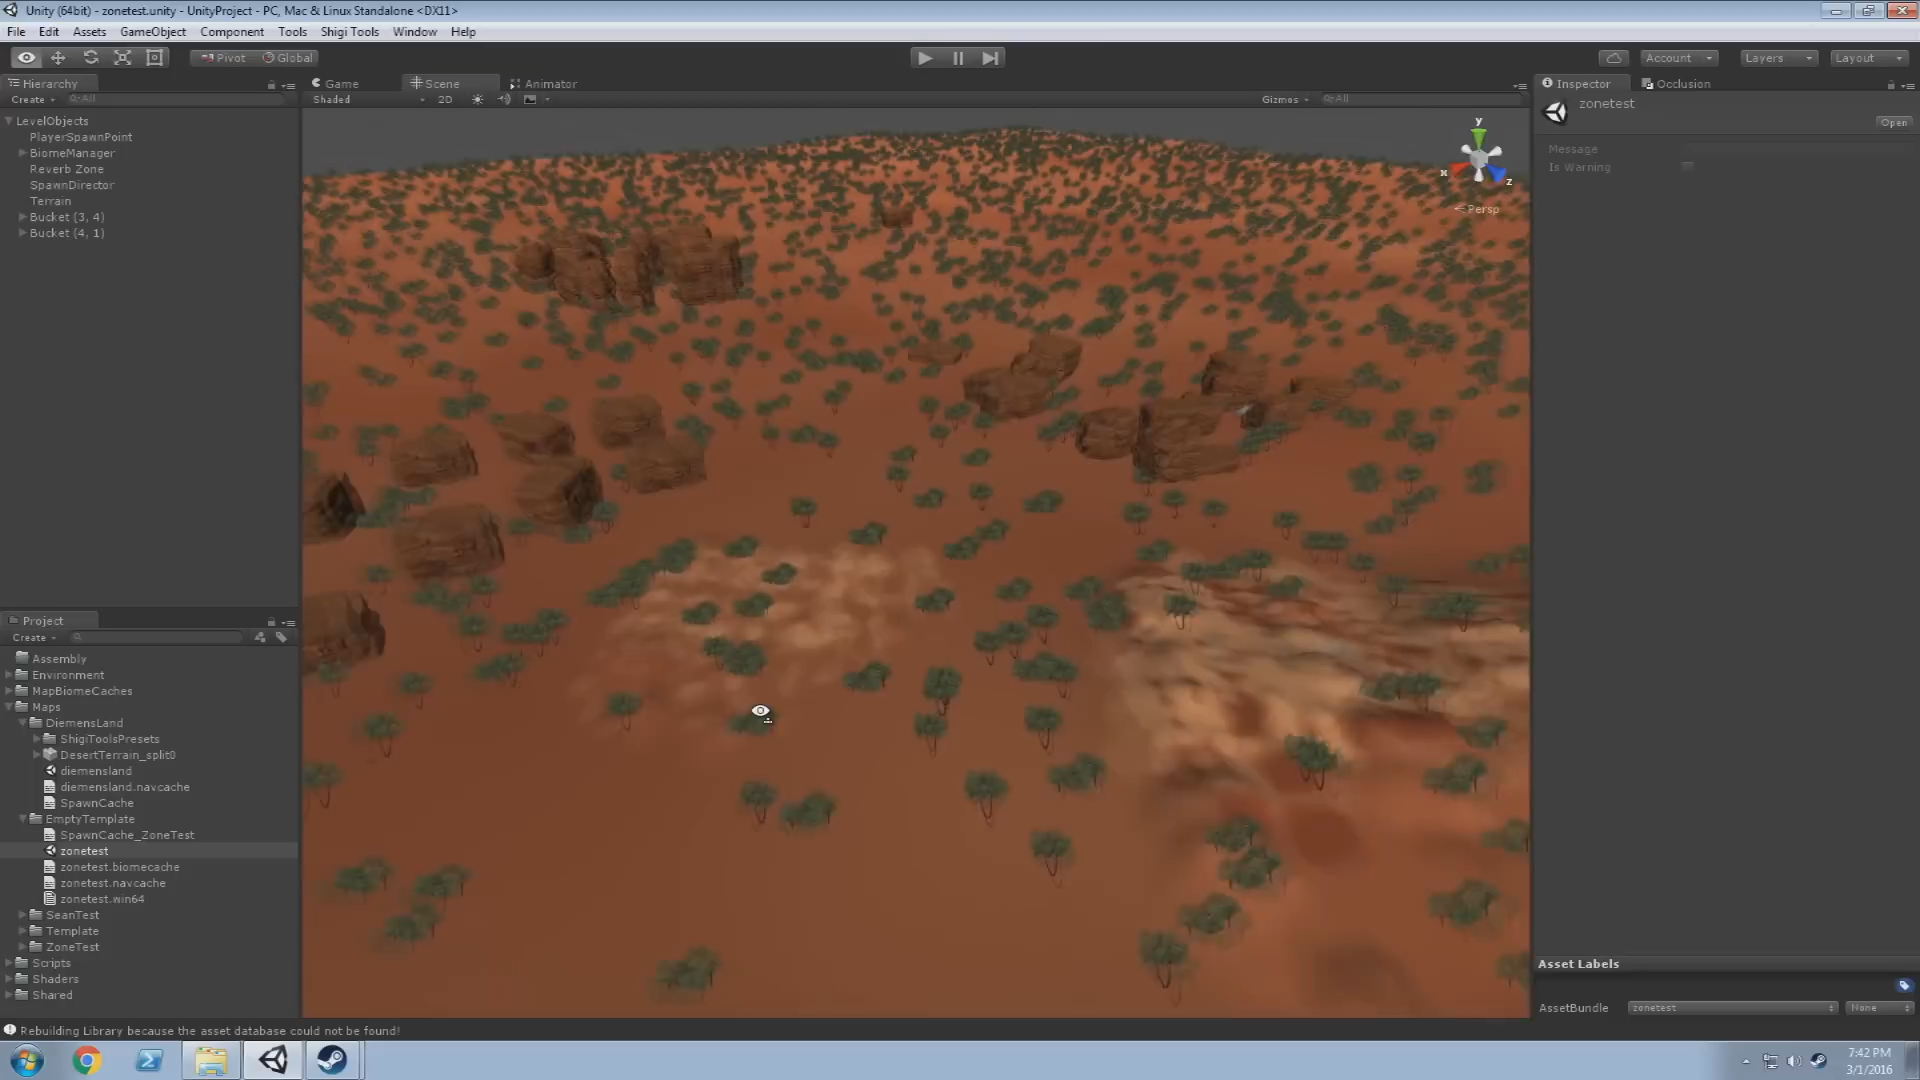 Unity (64bit) - zonetest.unity - UnityProject - PC, Mac & Linux Standalone <DX11>
File Edit Assets GameObject Component Tools Shigi Tools Window Help
Pivot Global Account Layers Layout
Hierarchy
Create All
LevelObjects
PlayerSpawnPoint
BiomeManager
Reverb Zone
SpawnDirector
Terrain
Bucket (3, 4)
Bucket (4, 1)
Game Scene Animator
Shaded 2D Gizmos All
y
x
z
Persp
Inspector Occlusion
zonetest
Open
Message
Is Warning
Project
Create
Assembly
Environment
MapBiomeCaches
Maps
DiemensLand
ShigiToolsPresets
DesertTerrain_split0
diemensland
diemensland.navcache
SpawnCache
EmptyTemplate
SpawnCache_ZoneTest
zonetest
zonetest.biomecache
zonetest.navcache
zonetest.win64
SeanTest
Template
ZoneTest
Scripts
Shaders
Shared
Asset Labels
AssetBundle zonetest None
Rebuilding Library because the asset database could not be found!
7:42 PM
3/1/2016